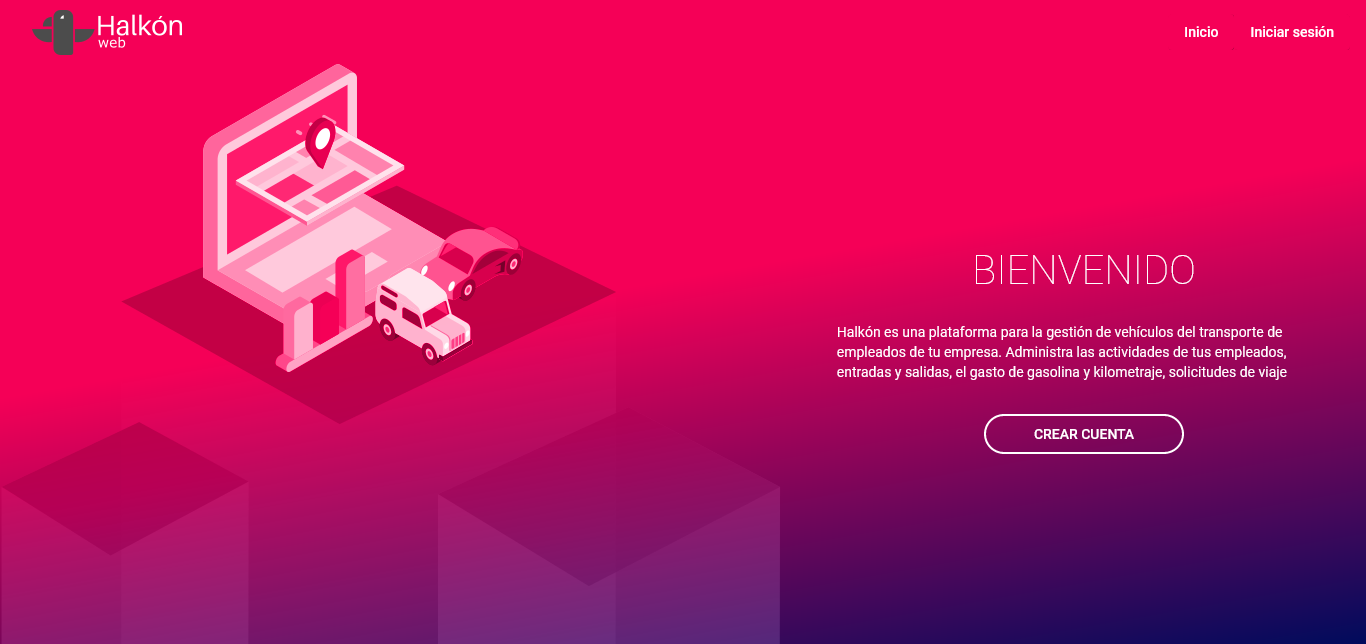 Halkón
web
Inicio
Iniciar sesión
BIENVENIDO
Halkón es una plataforma para la gestión de vehículos del transporte de
empleados de tu empresa. Administra las actividades de tus empleados,
entradas y salidas, el gasto de gasolina y kilometraje, solicitudes de viaje
CREAR CUENTA